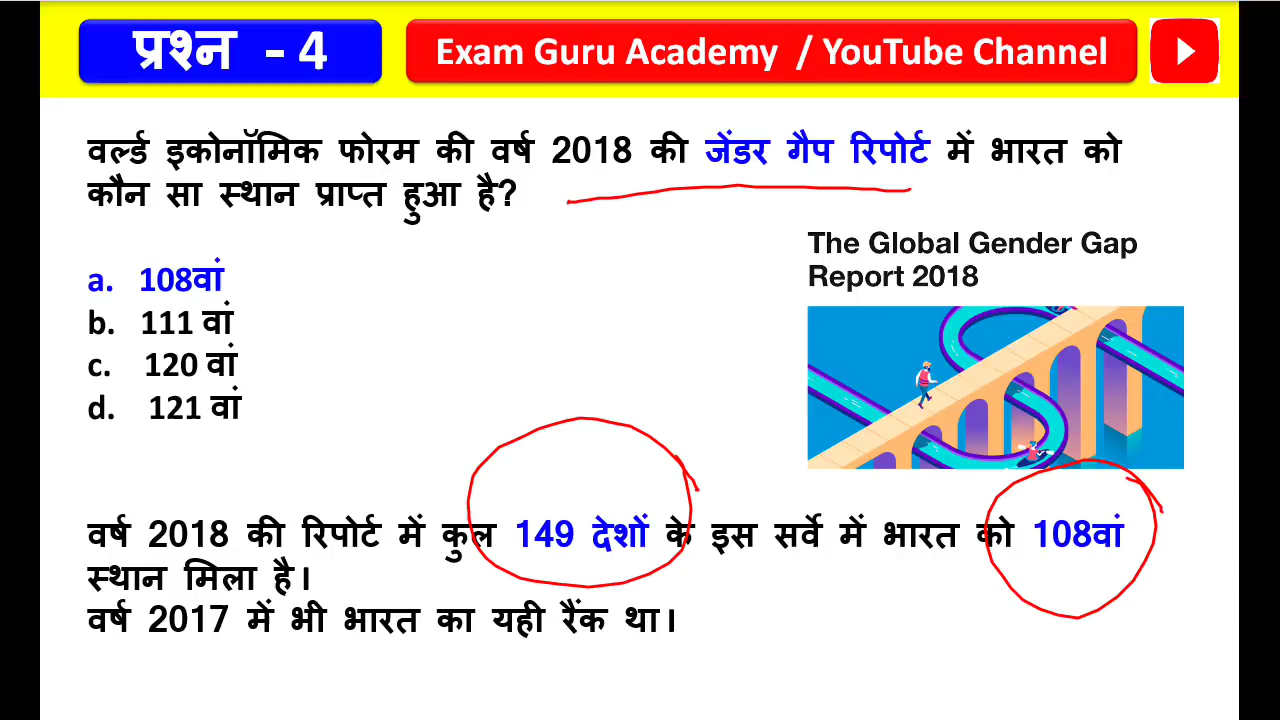 प्रश्न - 4
Exam Guru Academy / YouTube Channel
वर्ल्ड इकोनॉमिक फोरम की वर्ष 2018 की जेंडर गैप रिपोर्ट में भारत को
कौन सा स्थान प्राप्त हुआ है?
The Global Gender Gap
Report 2018
a. 108वां
b. 111 वां
c. 120 वां
d. 121 वां
वर्ष 2018 की रिपोर्ट में कुल 149 देशों के इस सर्वे में भारत को 108वां
स्थान मिला है।
वर्ष 2017 में भी भारत का यही रैंक था।